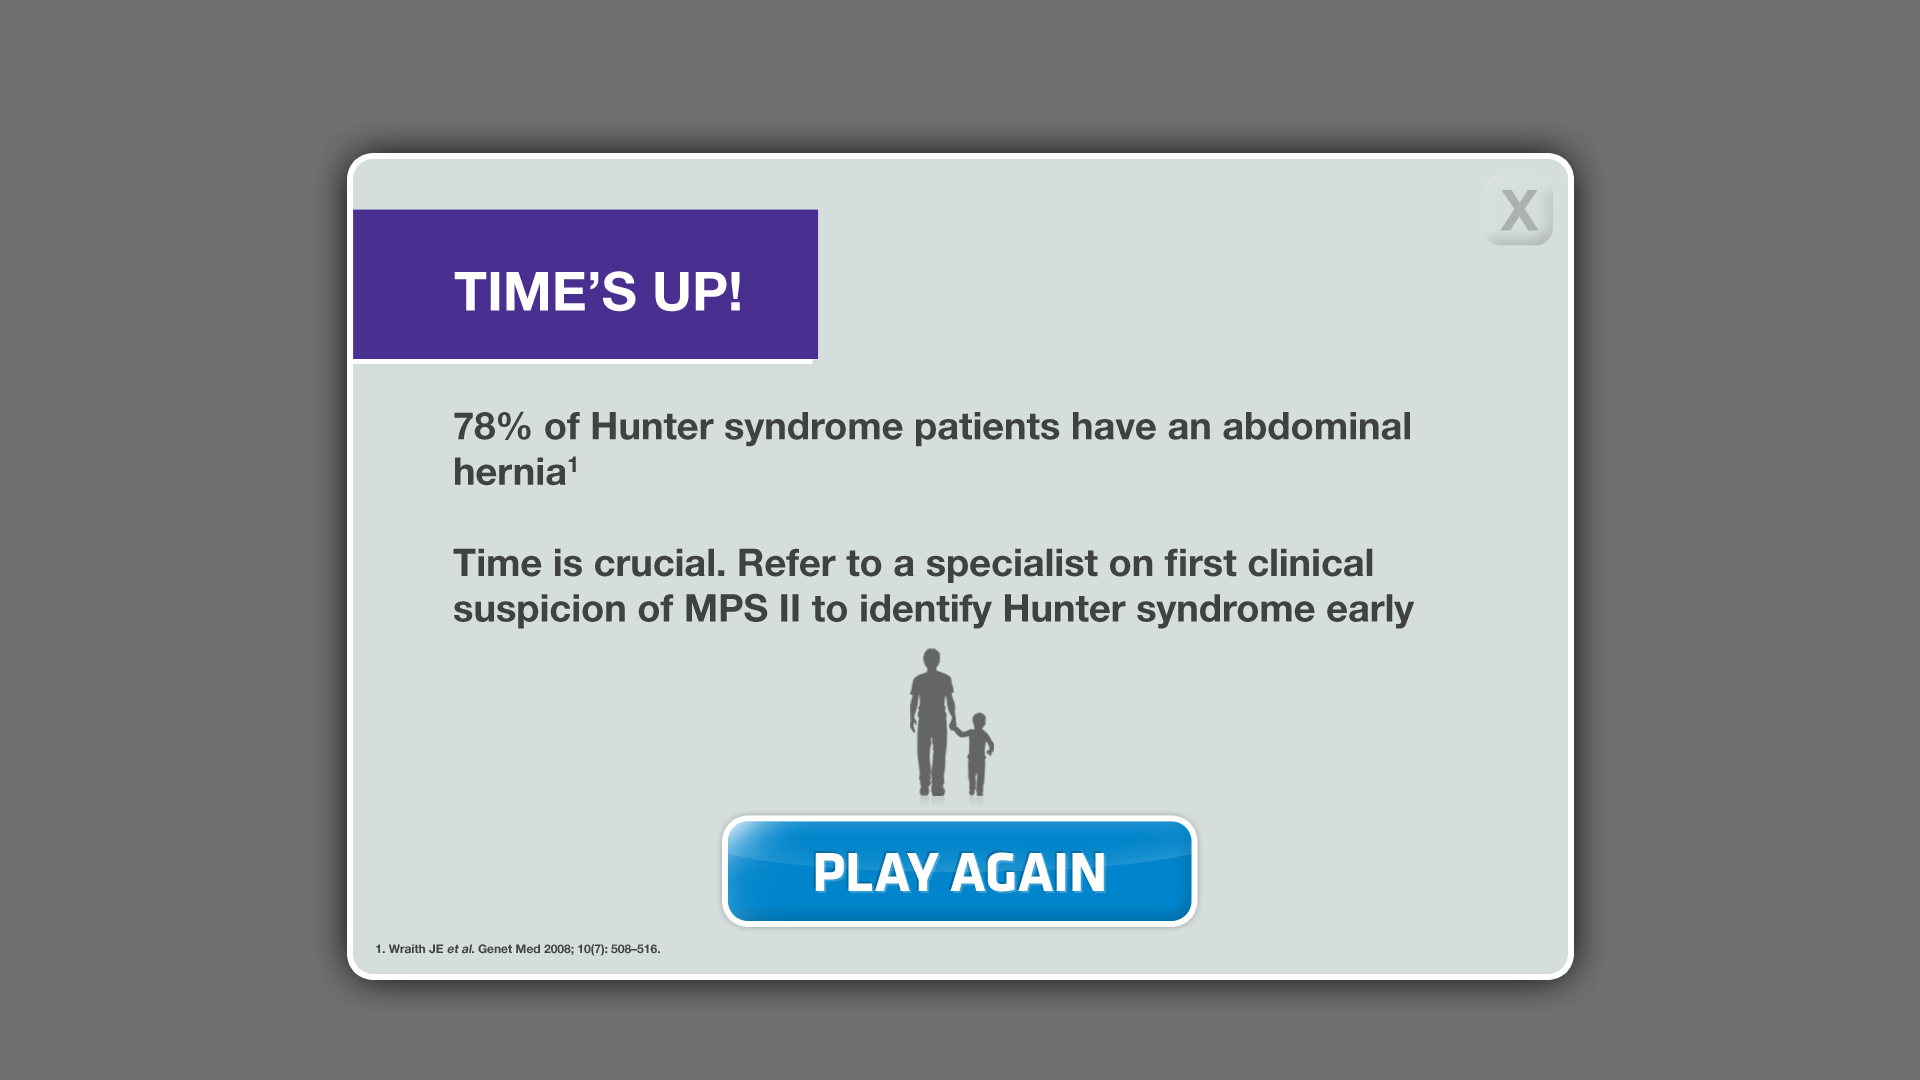 X
TIME’S UP!
78% of Hunter syndrome patients have an abdominal
hernia¹
Time is crucial. Refer to a specialist on first clinical
suspicion of MPS II to identify Hunter syndrome early
PLAY AGAIN
1. Wraith JE et al. Genet Med 2008; 10(7): 508–516.